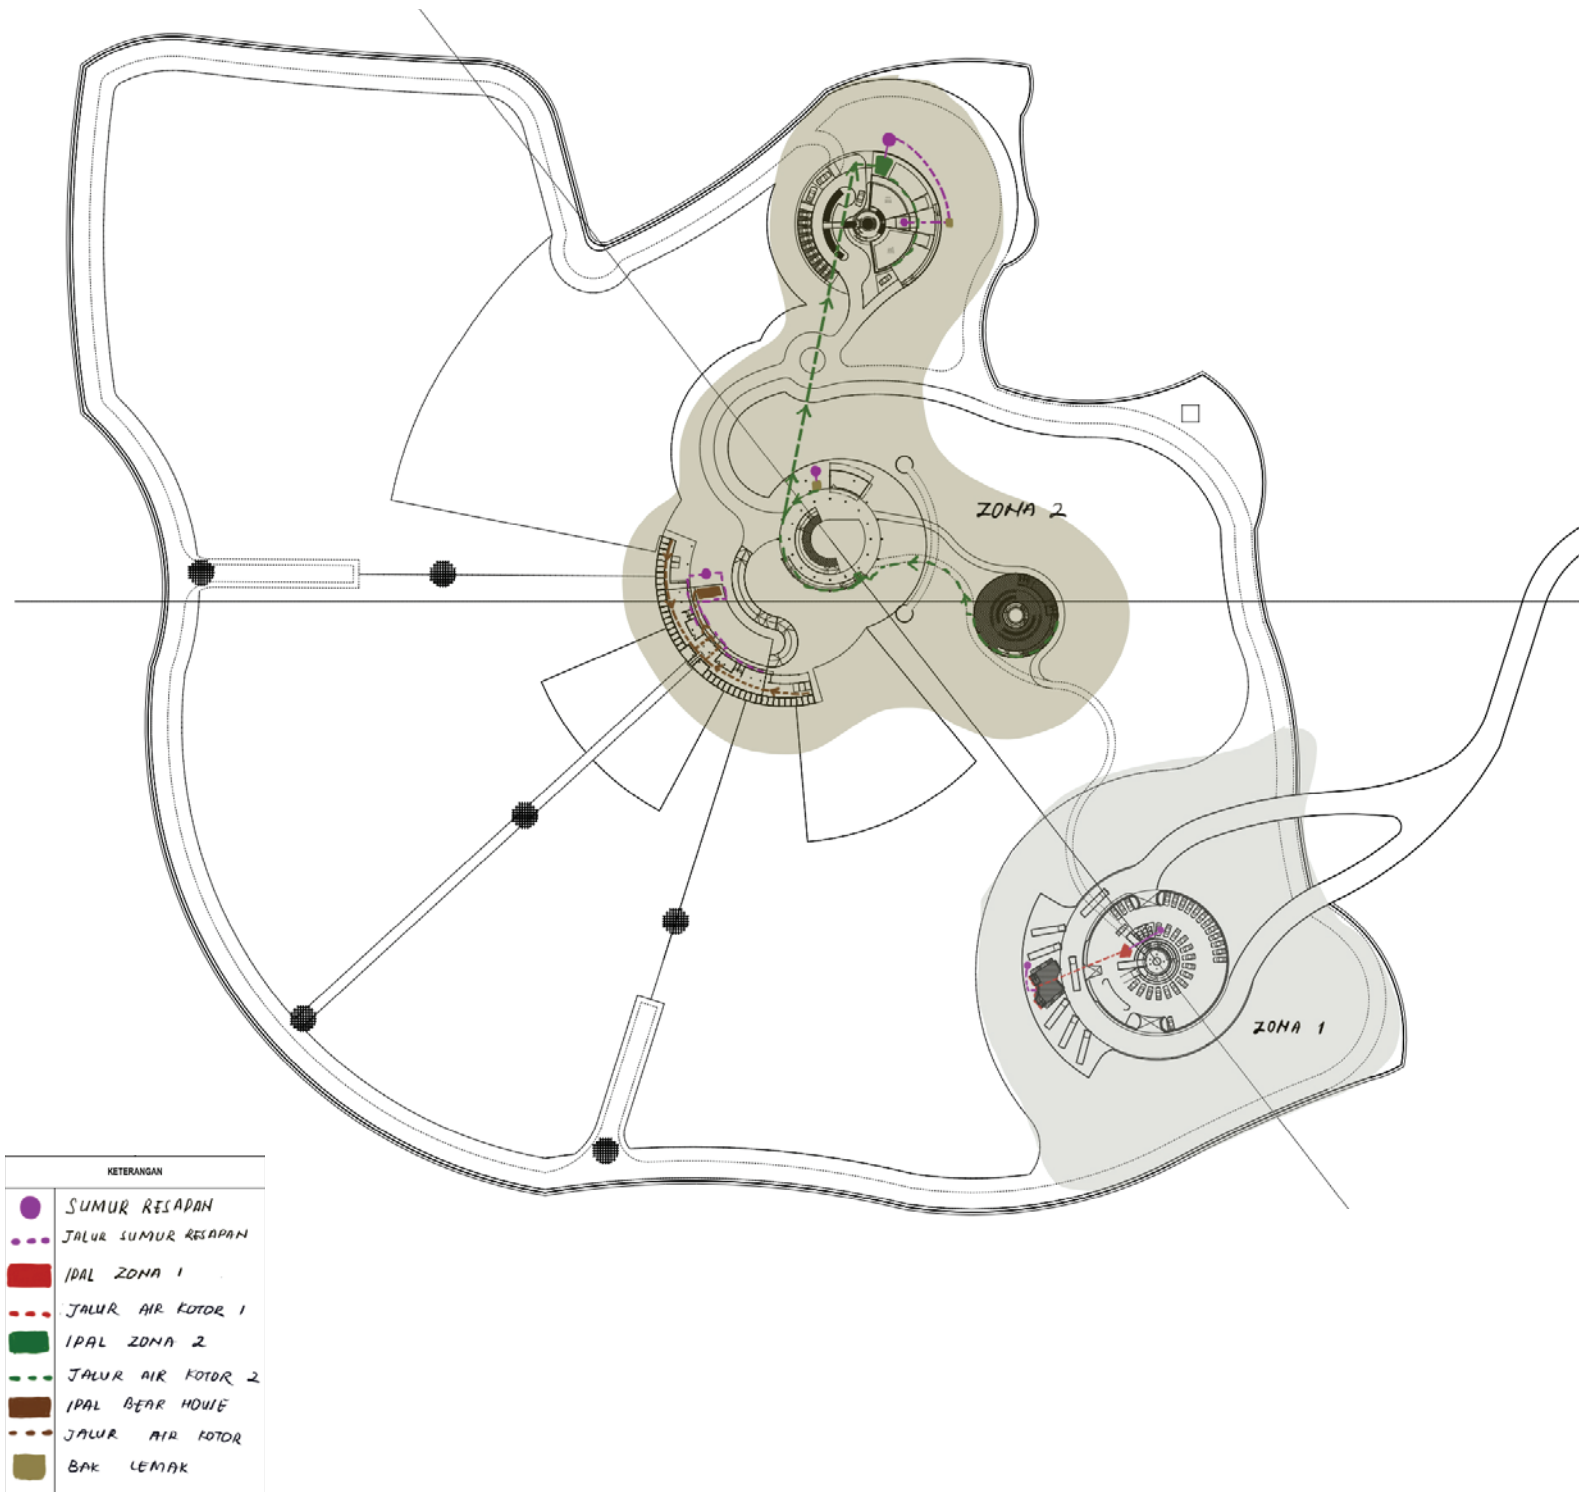 ZONA 2
ZONA 1
KETERANGAN
SUMUR RESAPAN
JALUR SUMUR RESAPAN
IPAL ZONA 1
JALUR AIR KOTOR 1
IPAL ZONA 2
JALUR AIR KOTOR 2
IPAL BEAR HOUSE
JALUR AIR KOTOR
BAK LEMAK